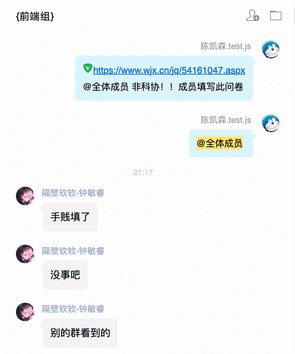 {前端组}
陈凯森.test.js
https://www.wjx.cn/jq/54161047.aspx
@全体成员 非科协！！成员填写此问卷
陈凯森.test.js
@全体成员
21:17
隔壁软软-钟敏睿
手贱填了
隔壁软软-钟敏睿
没事吧
隔壁软软-钟敏睿
别的群看到的